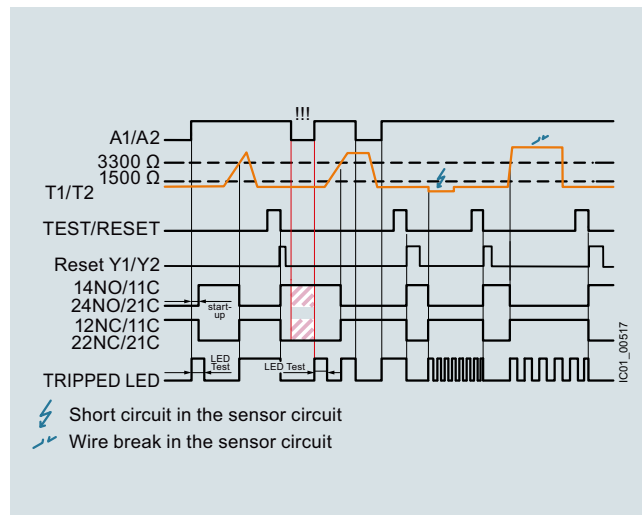 !!!
A1/A2
3300 Ω
1500 Ω
T1/T2
TEST/RESET
Reset Y1/Y2
14NO/11C
24NO/21C
start-
up
12NC/11C
22NC/21C
LED
Test
LED Test
TRIPPED LED
IC01_00517
Short circuit in the sensor circuit
Wire break in the sensor circuit